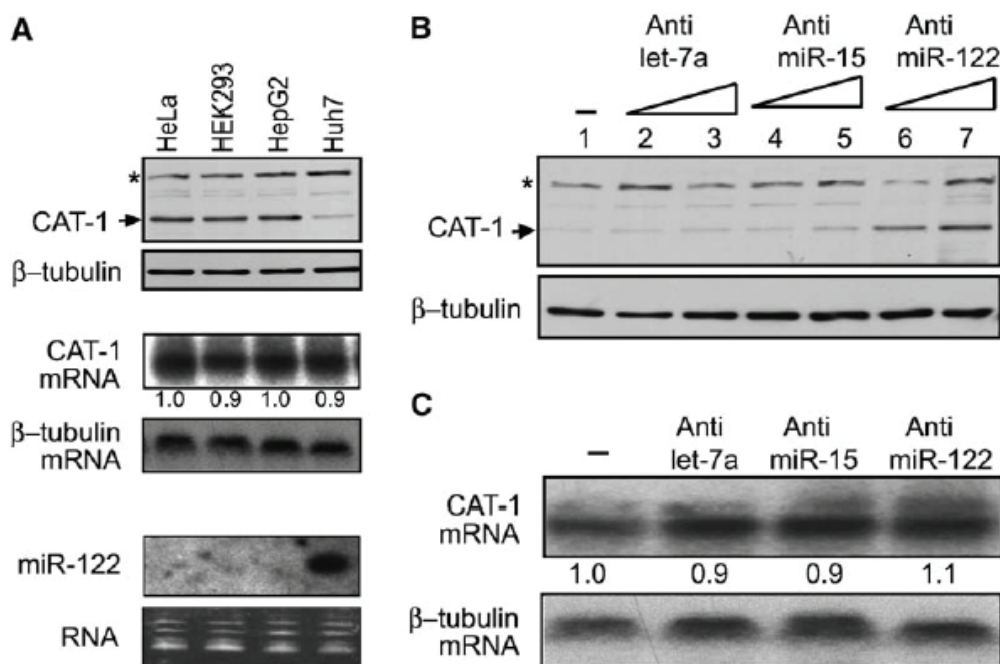 A
HeLa
HEK293
HepG2
Huh7
*
CAT-1
β–tubulin
CAT-1
mRNA
1.0 0.9 1.0 0.9
β–tubulin
mRNA
miR-122
RNA
B
Anti Anti Anti
let-7a miR-15 miR-122
–
1 2 3 4 5 6 7
*
CAT-1
β–tubulin
C
Anti Anti Anti
– let-7a miR-15 miR-122
CAT-1
mRNA
1.0 0.9 0.9 1.1
β–tubulin
mRNA